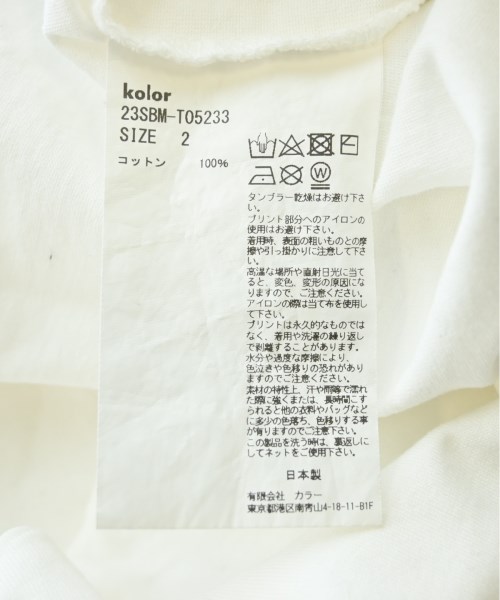 kolor
23SBM-T05233
SIZE 2
コットン 100%
W
タンブラー乾燥はお避け下さ
い。
プリント部分へのアイロンの
使用はお避け下さい。
着用時、表面の粗いものとの摩
擦や引っ掛かりに注意して下さ
い。
高温な場所や直射日光に当て
ると、変色、変形の原因にな
りますので、ご注意ください。
アイロンの際は当て布を使用し
て下さい。
プリントは永久的なものでは
なく、着用や洗濯の繰り返し
で剥離することがあります。
水分や過度な摩擦により、
色泣きや色移りの恐れがあり
ますのでご注意ください。
素材の特性上、汗や雨等で濡れ
た際に強くまたは、長時間こす
られると他の衣料やバッグなど
に多少の色落ち、色移りする事
が有りますのでご注意下さい。
この製品を洗う時は、裏返しに
してネットをご使用下さい。
日本製
有限会社 カラー
東京都港区南青山4-18-11-B1F